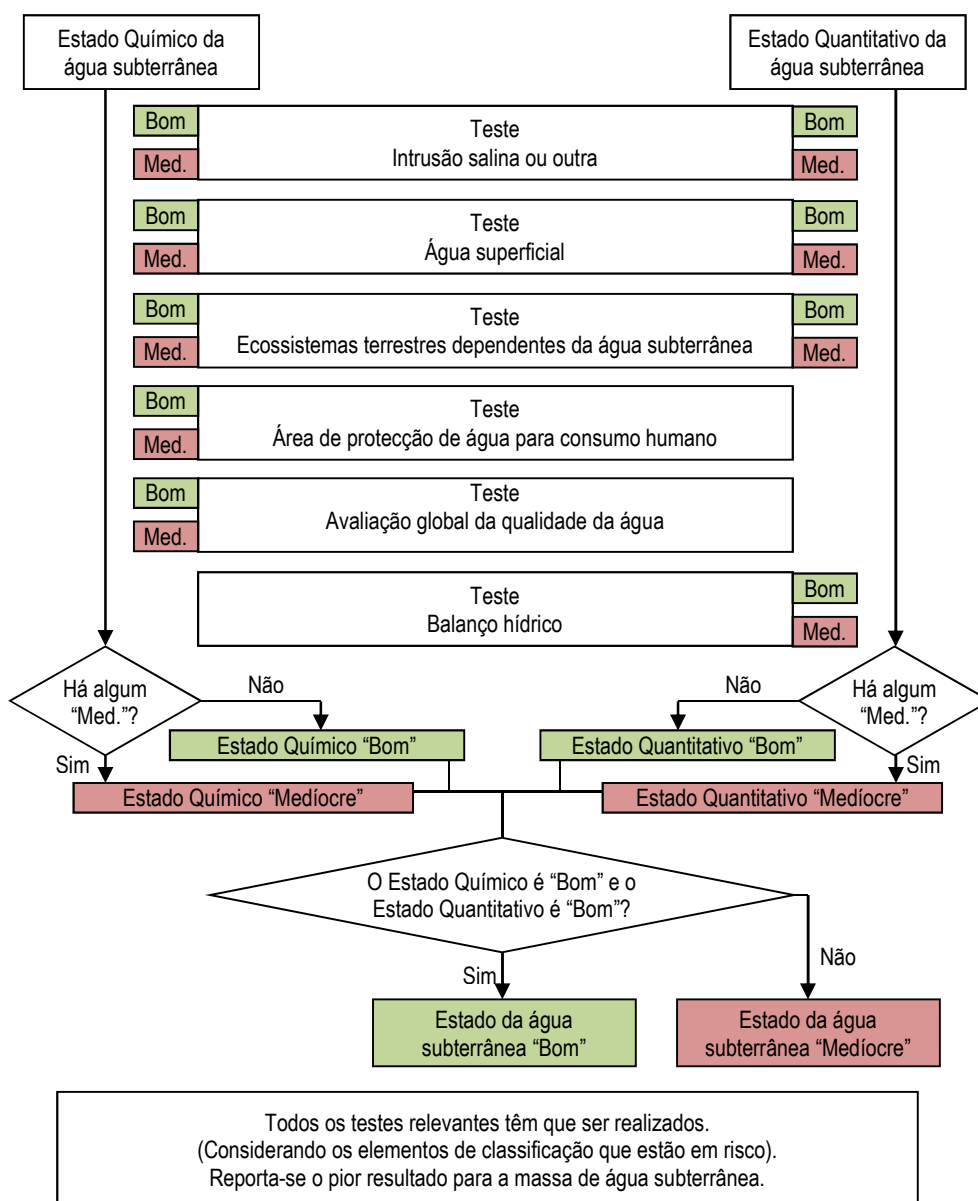 Estado Químico da
água subterrânea
Estado Quantitativo da
água subterrânea
Bom
Med.
Teste
Intrusão salina ou outra
Bom
Med.
Bom
Med.
Teste
Água superficial
Bom
Med.
Bom
Med.
Teste
Ecossistemas terrestres dependentes da água subterrânea
Bom
Med.
Bom
Med.
Teste
Área de protecção de água para consumo humano
Bom
Med.
Teste
Avaliação global da qualidade da água
Teste
Balanço hídrico
Bom
Med.
Há algum
“Med.”?
Não
Sim
Estado Químico “Bom”
Estado Químico “Medíocre”
Há algum
“Med.”?
Não
Sim
Estado Quantitativo “Bom”
Estado Quantitativo “Medíocre”
O Estado Químico é “Bom” e o
Estado Quantitativo é “Bom”?
Sim
Não
Estado da água
subterrânea “Bom”
Estado da água
subterrânea “Medíocre”
Todos os testes relevantes têm que ser realizados.
(Considerando os elementos de classificação que estão em risco).
Reporta-se o pior resultado para a massa de água subterrânea.